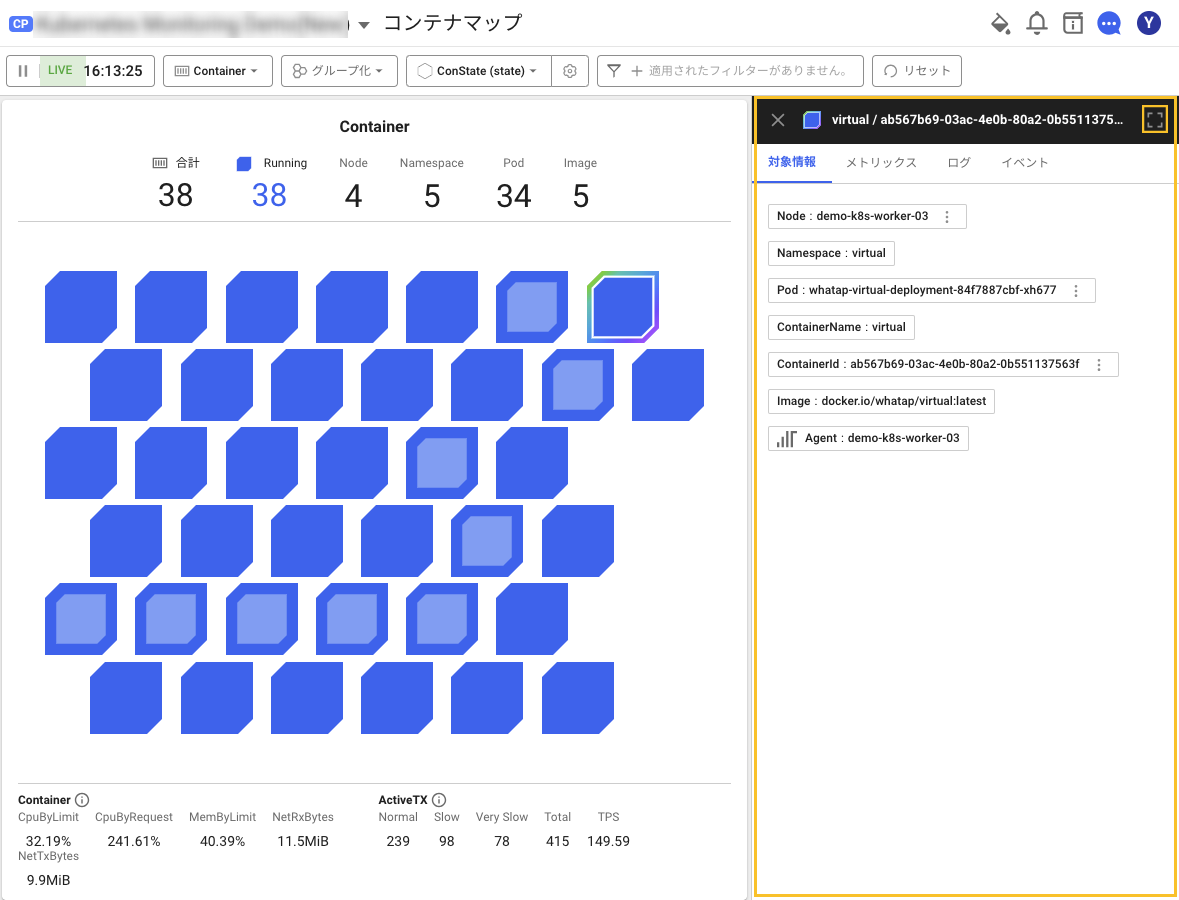 CP
コンテナマップ
Y
LIVE 16:13:25
Container
グループ化
ConState (state)
適用されたフィルターがありません。
リセット
Container
合計 Running Node Namespace Pod Image
38 38 4 5 34 5
Container ActiveTX
CpuByLimit CpuByRequest MemByLimit NetRxBytes Normal Slow Very Slow Total TPS
32.19% 241.61% 40.39% 11.5MiB 239 98 78 415 149.59
NetTxBytes
9.9MiB
virtual / ab567b69-03ac-4e0b-80a2-0b5511375...
対象情報 メトリックス ログ イベント
Node : demo-k8s-worker-03
Namespace : virtual
Pod : whatap-virtual-deployment-84f7887cbf-xh677
ContainerName : virtual
ContainerId : ab567b69-03ac-4e0b-80a2-0b551137563f
Image : docker.io/whatap/virtual:latest
Agent : demo-k8s-worker-03